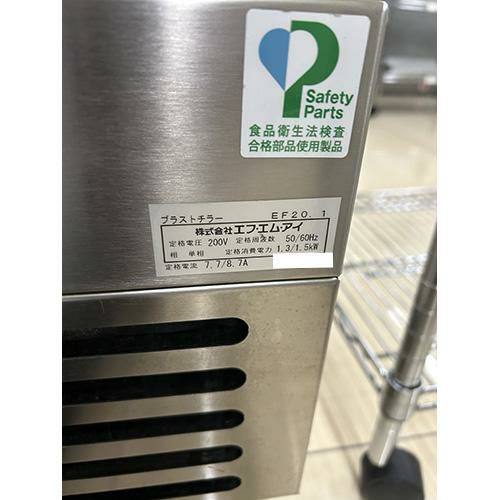 Safety
Parts
食品衛生法検査
合格部品使用製品
ブラストチラー EF20.1
株式会社エフ・エム・アイ
定格電圧 200V 定格周波数 50/60Hz
相 単相 定格消費電力 1.3/1.5kW
定格電流 7.7/8.7A